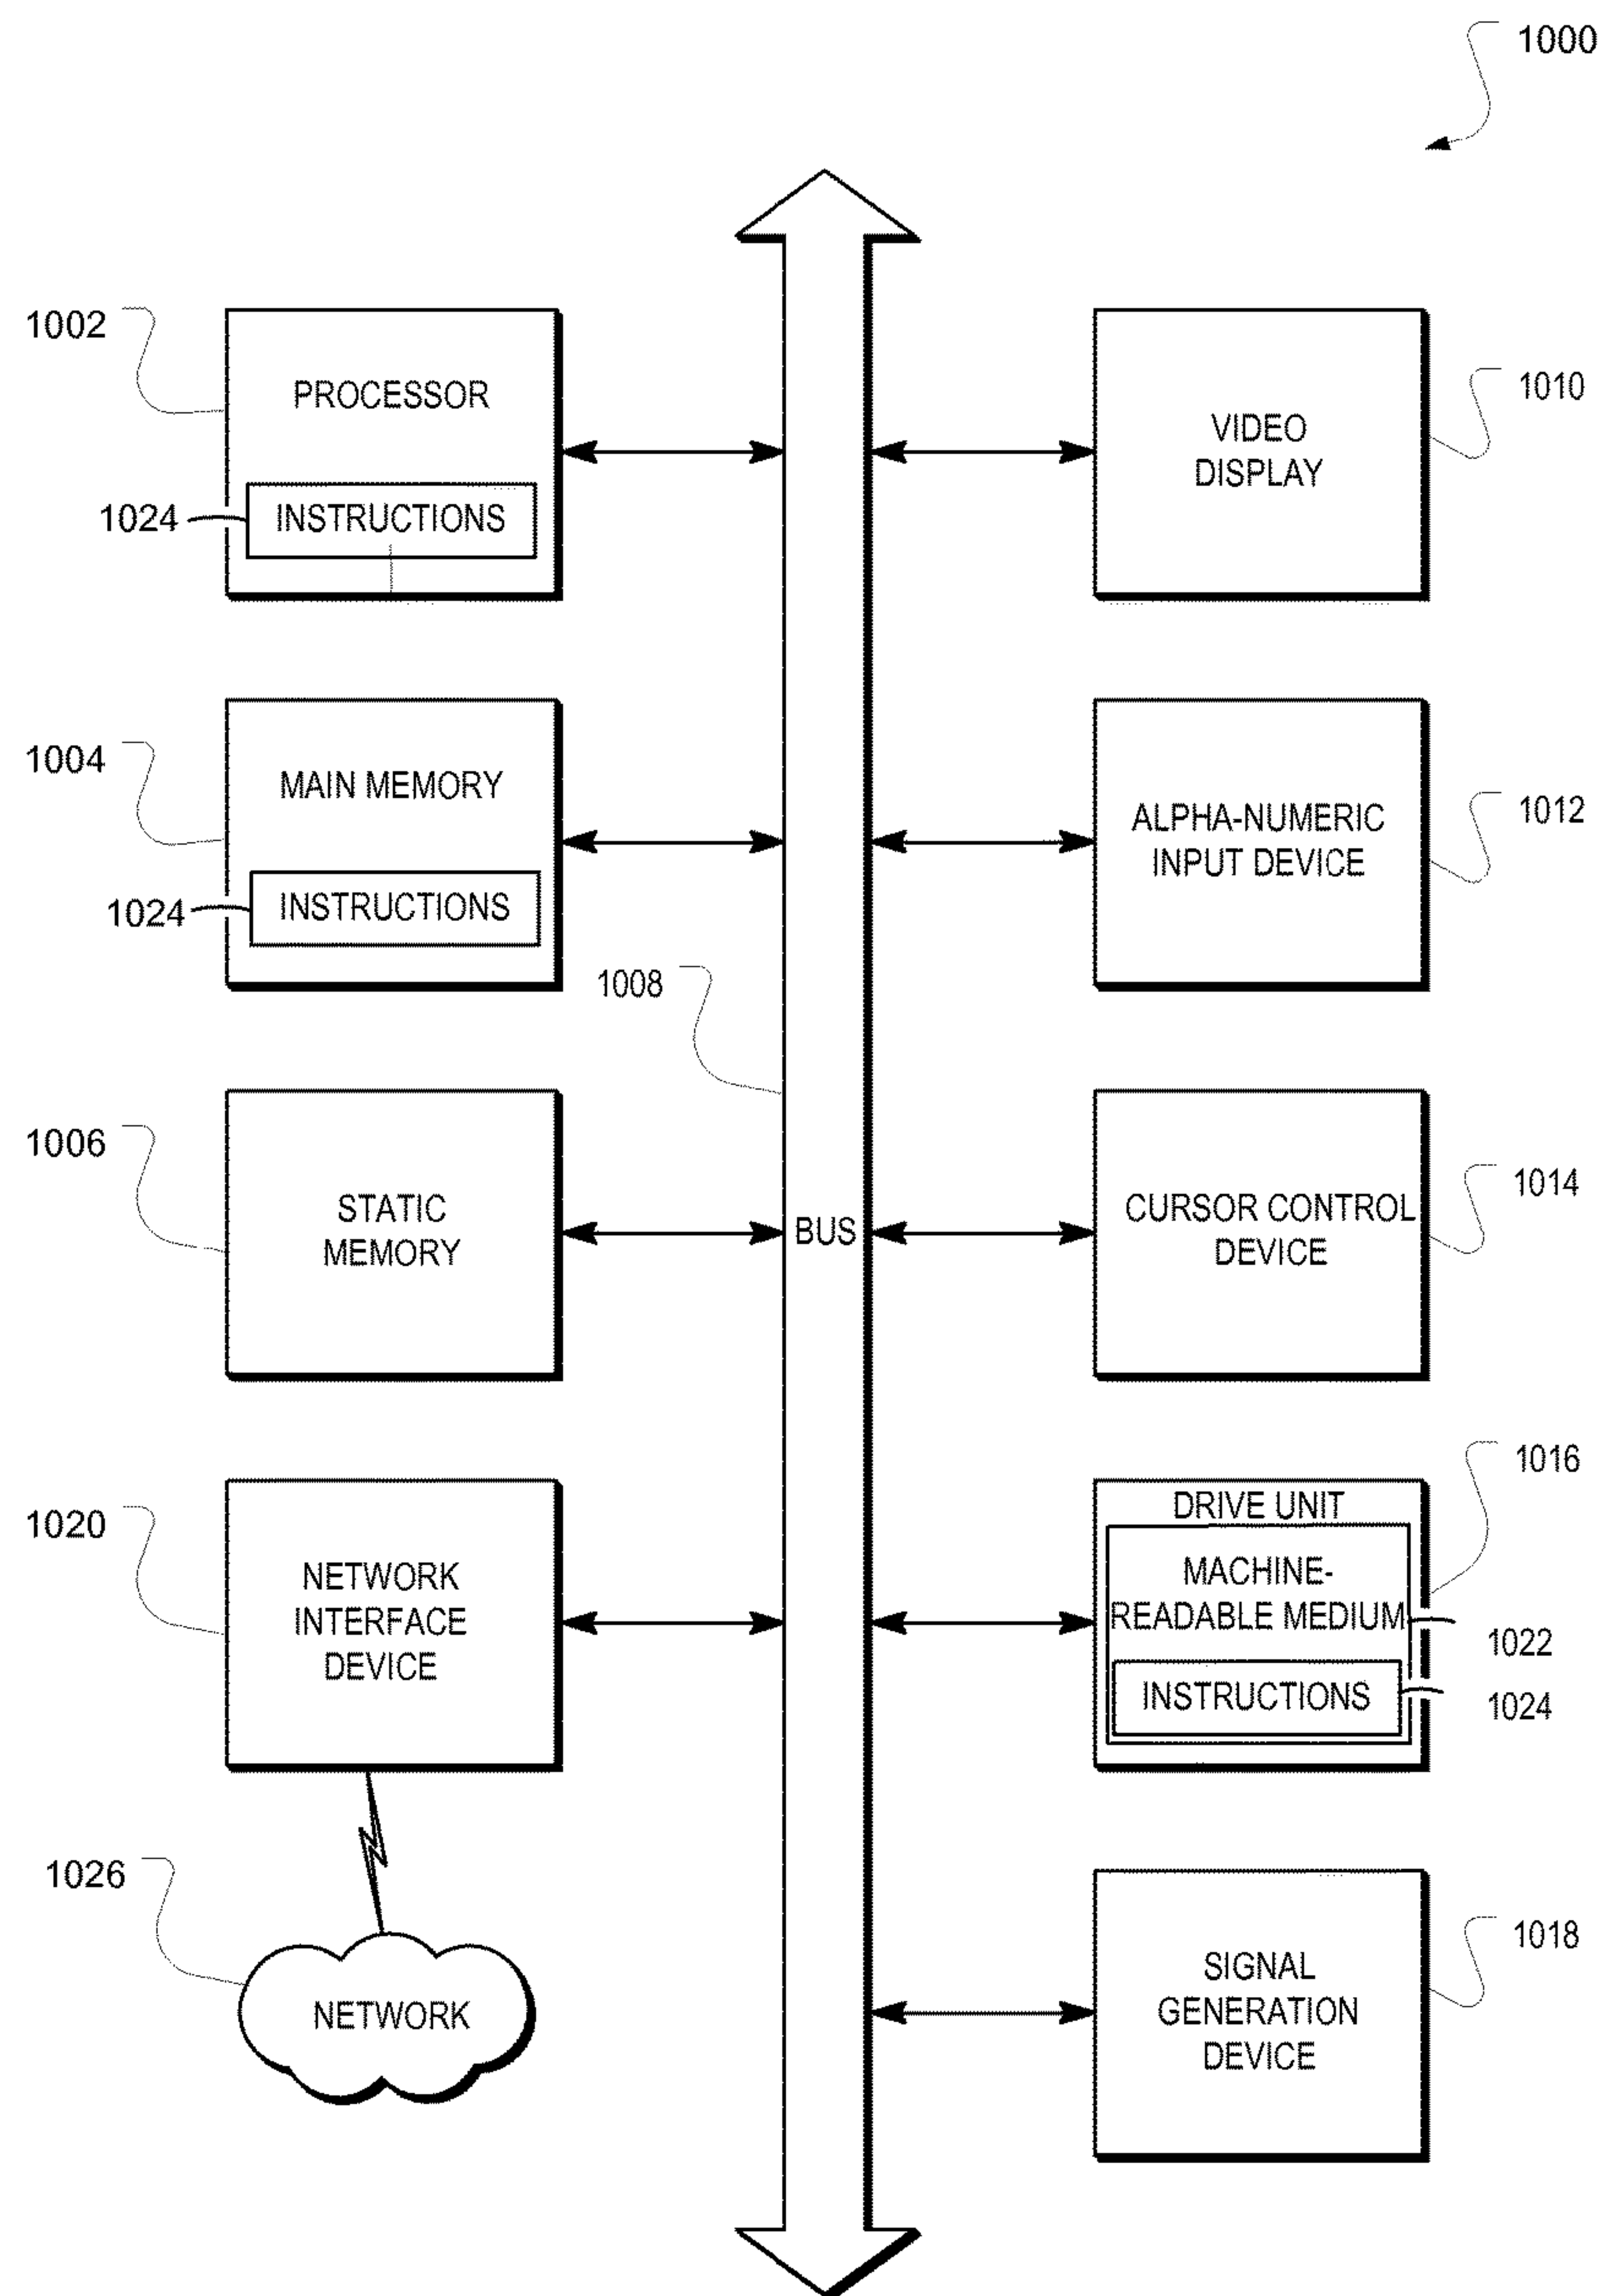 1000
1002
PROCESSOR
1024
INSTRUCTIONS
1004
MAIN MEMORY
1024
INSTRUCTIONS
1006
STATIC
MEMORY
1020
NETWORK
INTERFACE
DEVICE
1026
NETWORK
1008
BUS
1010
VIDEO
DISPLAY
1012
ALPHA-NUMERIC
INPUT DEVICE
1014
CURSOR CONTROL
DEVICE
1016
DRIVE UNIT
MACHINE-
READABLE MEDIUM
1022
INSTRUCTIONS
1024
1018
SIGNAL
GENERATION
DEVICE